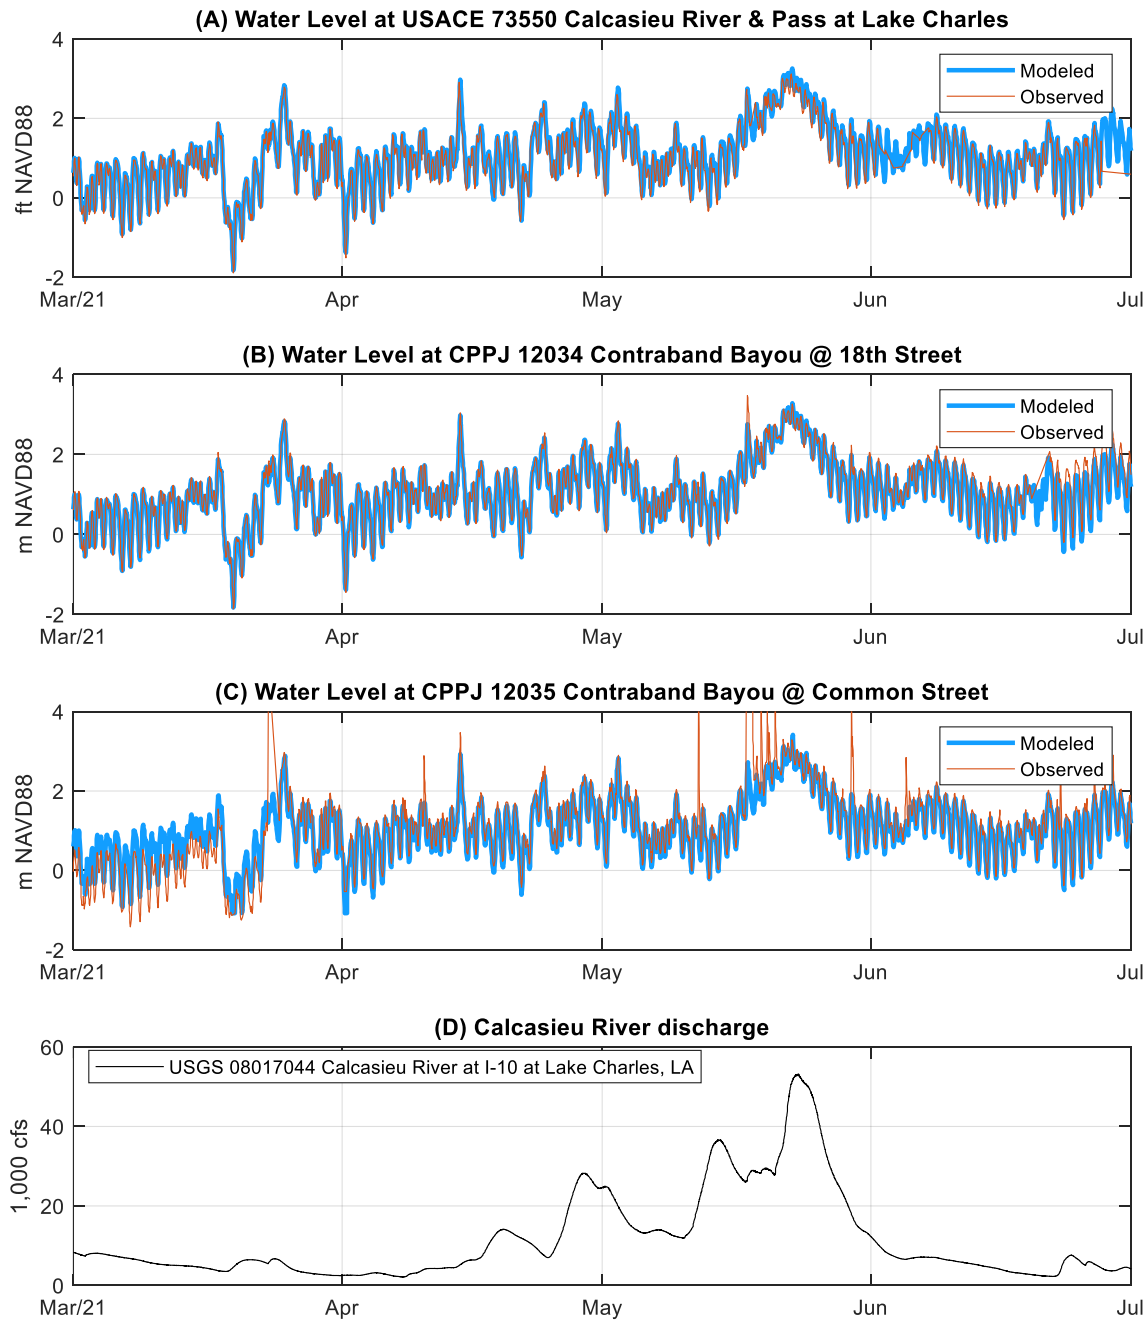 (A) Water Level at USACE 73550 Calcasieu River & Pass at Lake Charles
4
2
0
-2
ft NAVD88
Modeled
Observed
Mar/21 Apr May Jun Jul
(B) Water Level at CPPJ 12034 Contraband Bayou @ 18th Street
4
2
0
-2
m NAVD88
Modeled
Observed
Mar/21 Apr May Jun Jul
(C) Water Level at CPPJ 12035 Contraband Bayou @ Common Street
4
2
0
-2
m NAVD88
Modeled
Observed
Mar/21 Apr May Jun Jul
(D) Calcasieu River discharge
60
40
20
0
1,000 cfs
USGS 08017044 Calcasieu River at I-10 at Lake Charles, LA
Mar/21 Apr May Jun Jul